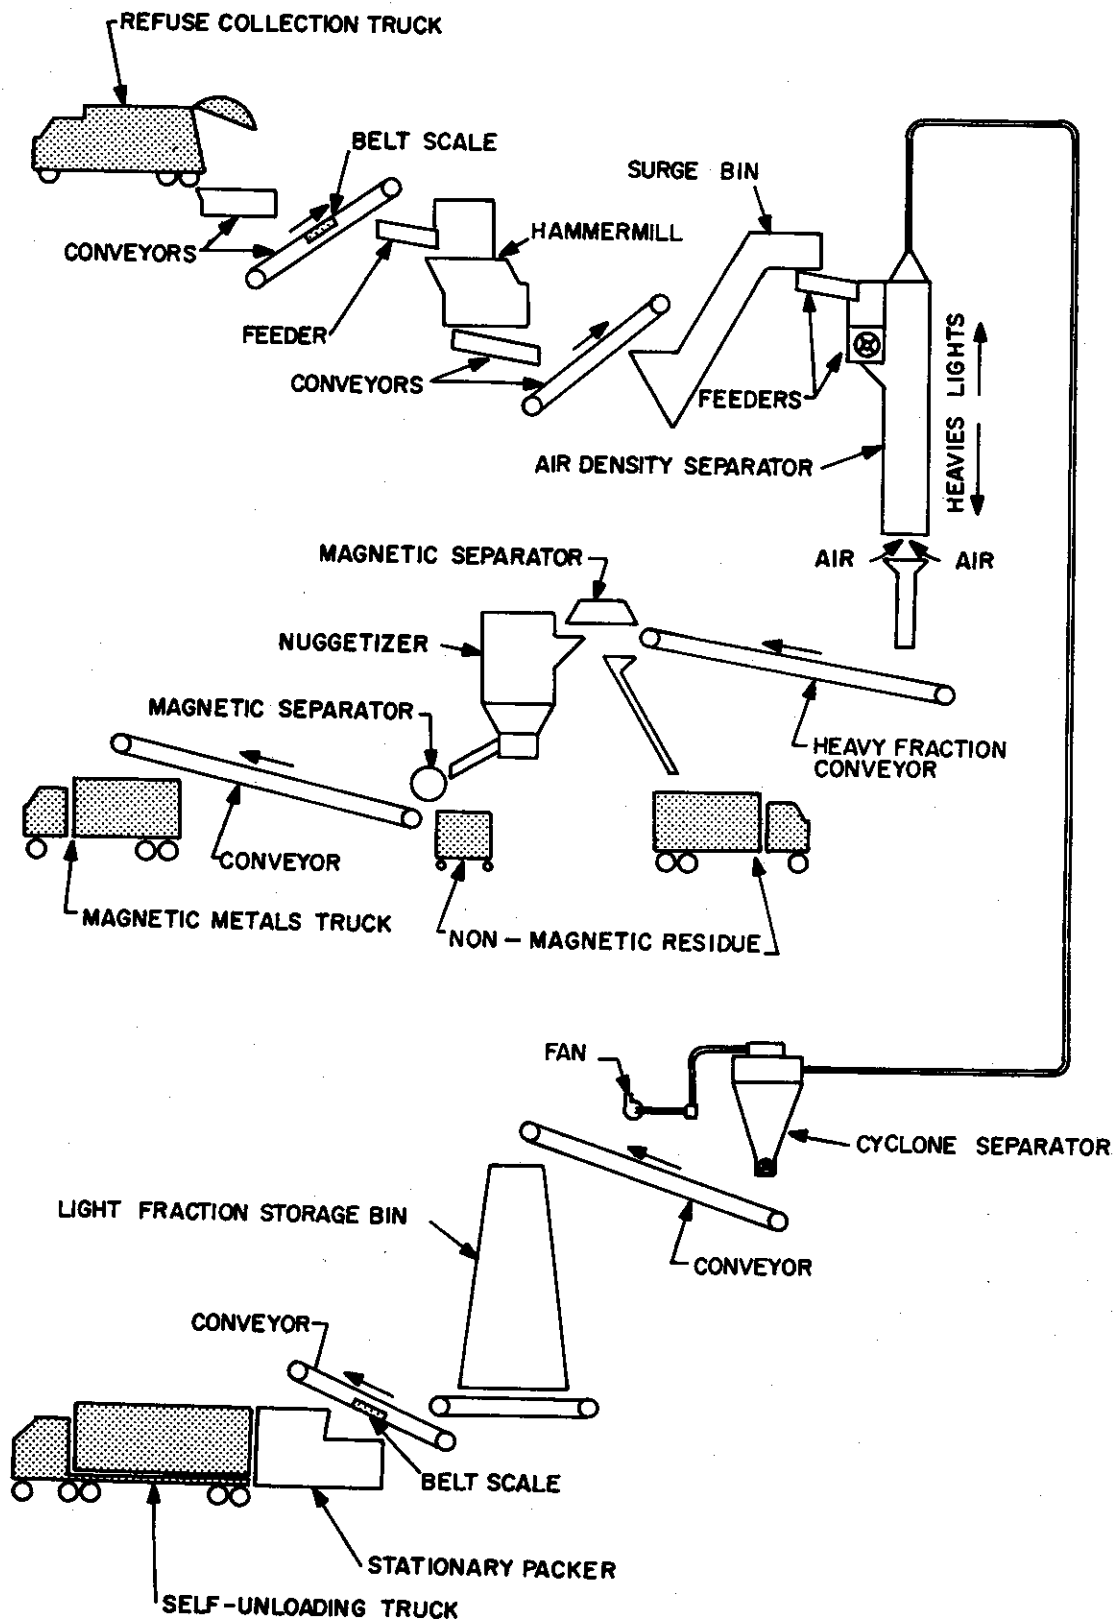 REFUSE COLLECTION TRUCK
BELT SCALE
SURGE BIN
CONVEYORS
HAMMERMILL
FEEDER
CONVEYORS
FEEDERS
HEAVIES LIGHTS
AIR DENSITY SEPARATOR
AIR
AIR
MAGNETIC SEPARATOR
NUGGETIZER
MAGNETIC SEPARATOR
HEAVY FRACTION
CONVEYOR
CONVEYOR
MAGNETIC METALS TRUCK
NON-MAGNETIC RESIDUE
FAN
CYCLONE SEPARATOR
LIGHT FRACTION STORAGE BIN
CONVEYOR
CONVEYOR
BELT SCALE
STATIONARY PACKER
SELF-UNLOADING TRUCK